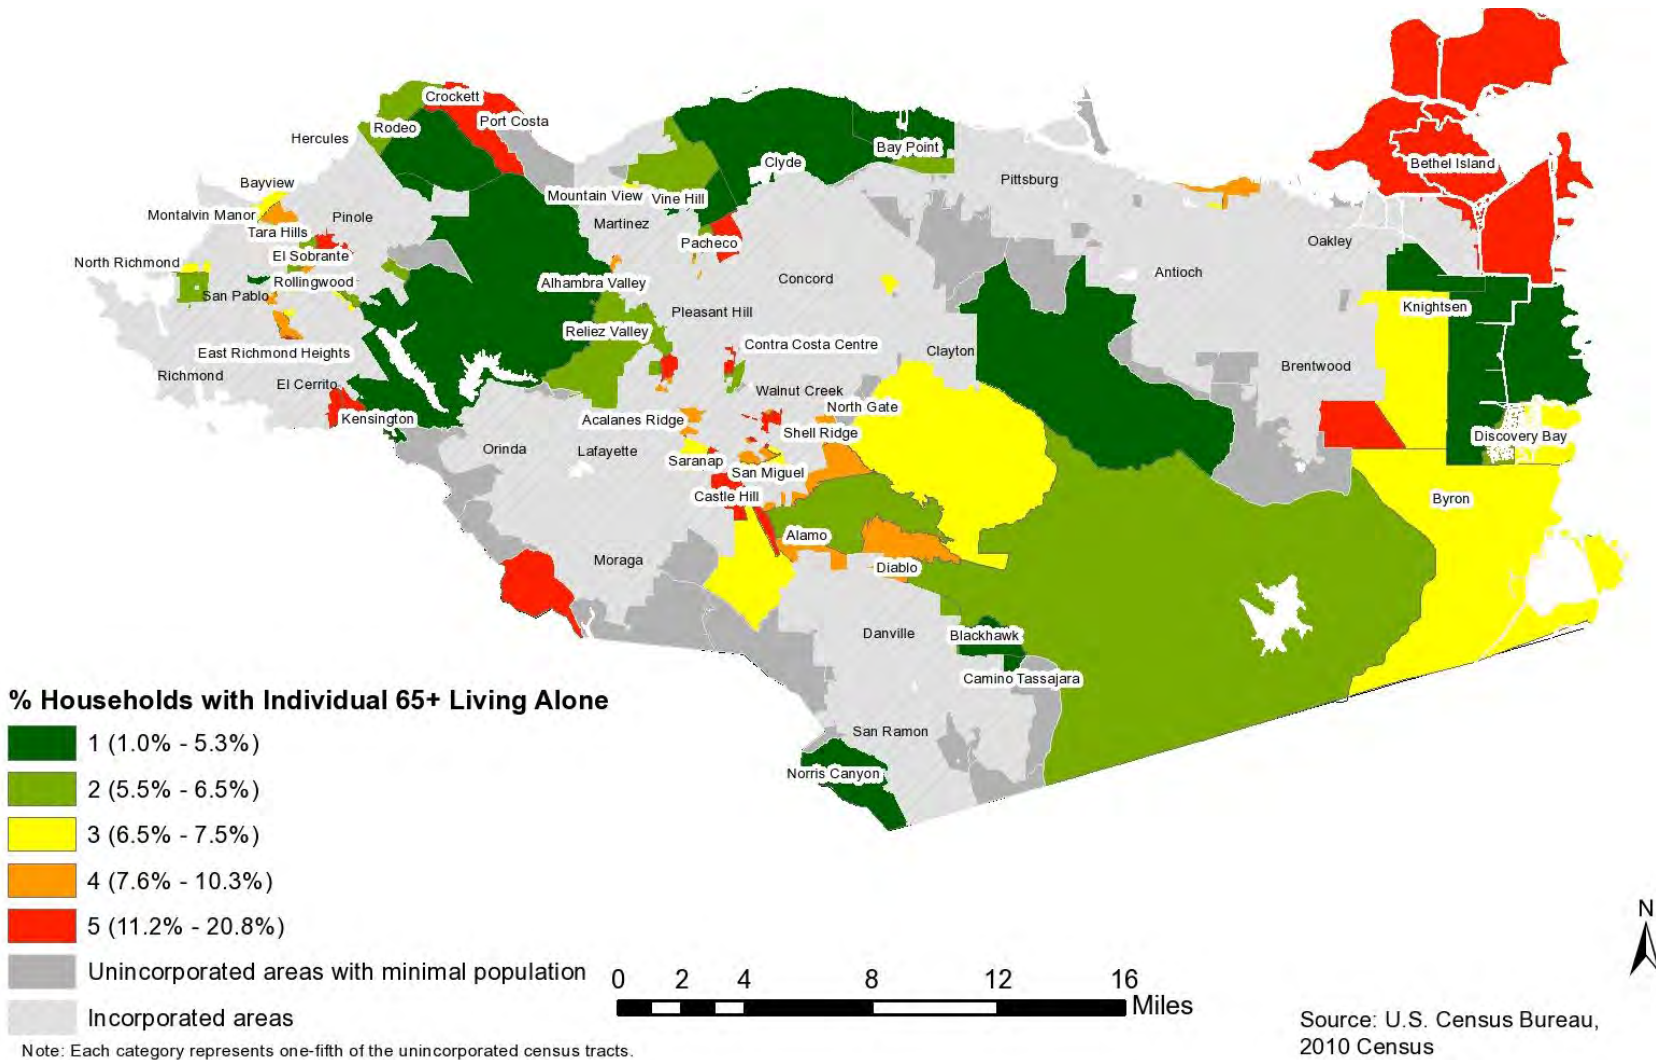 Crockett
Port Costa
Rodeo
Hercules
Bay Point
Clyde
Bethel Island
Pittsburg
Bayview
Mountain View
Vine Hill
Montalvin Manor
Pinole
Martinez
Tara Hills
Pacheco
Oakley
El Sobrante
North Richmond
Antioch
Concord
Rollingwood
Alhambra Valley
San Pablo
Knightsen
Pleasant Hill
Reliez Valley
Contra Costa Centre
Clayton
East Richmond Heights
Brentwood
Richmond
El Cerrito
Walnut Creek
North Gate
Kensington
Acalanes Ridge
Shell Ridge
Discovery Bay
Orinda
Lafayette
Saranap
San Miguel
Castle Hill
Byron
Alamo
Moraga
Diablo
Danville
Blackhawk
Camino Tassajara
San Ramon
Norris Canyon
% Households with Individual 65+ Living Alone
1 (1.0% - 5.3%)
2 (5.5% - 6.5%)
3 (6.5% - 7.5%)
4 (7.6% - 10.3%)
5 (11.2% - 20.8%)
Unincorporated areas with minimal population
Incorporated areas
Note: Each category represents one-fifth of the unincorporated census tracts.
0 2 4 8 12 16
Miles
N
Source: U.S. Census Bureau,
2010 Census